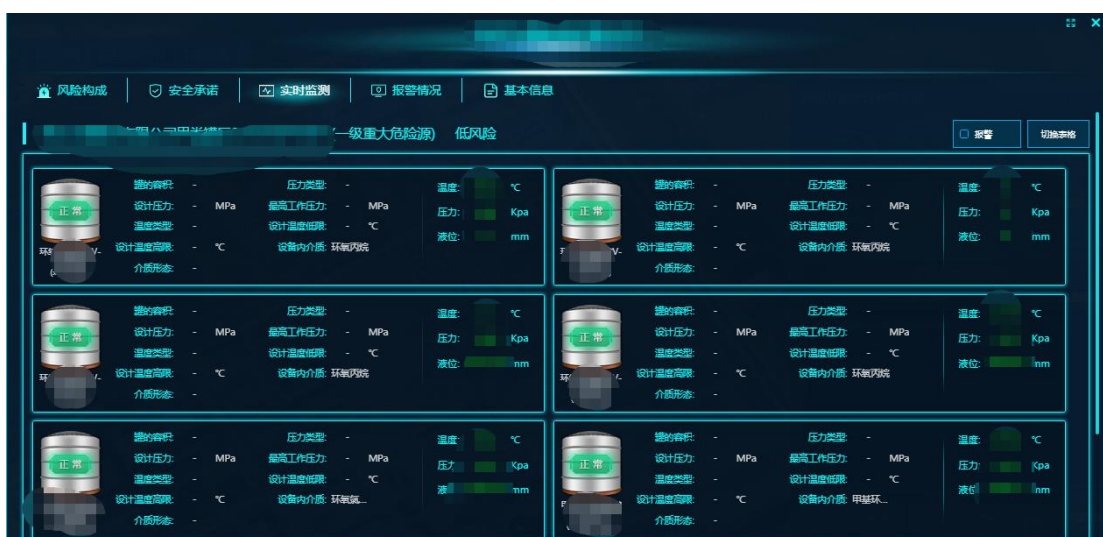 风险构成 安全承诺 实时监测 报警情况 基本信息
(一级重大危险源) 低风险 报警 切换表格
罐的容积: - 压力类型: - 温度: ℃ 罐的容积: - 压力类型: - 温度: ℃
正常 设计压力: - MPa 最高工作压力: - MPa 压力: Kpa 正常 设计压力: - MPa 最高工作压力: - MPa 压力: Kpa
温度类型: - 设计温度低限: - ℃ 液位: mm 温度类型: - 设计温度低限: - ℃ 液位: mm
设计温度高限: - ℃ 设备内介质: 环氧丙烷 设计温度高限: - ℃ 设备内介质: 环氧丙烷
介质形态: - 介质形态: -
罐的容积: - 压力类型: - 温度: ℃ 罐的容积: - 压力类型: - 温度: ℃
正常 设计压力: - MPa 最高工作压力: - MPa 压力: Kpa 正常 设计压力: - MPa 最高工作压力: - MPa 压力: Kpa
温度类型: - 设计温度低限: - ℃ 液位: mm 温度类型: - 设计温度低限: - ℃ 液位: mm
设计温度高限: - ℃ 设备内介质: 环氧丙烷 设计温度高限: - ℃ 设备内介质: 环氧丙烷
介质形态: - 介质形态: -
罐的容积: - 压力类型: - 温度: ℃ 罐的容积: - 压力类型: - 温度: ℃
正常 设计压力: - MPa 最高工作压力: - MPa Kpa 正常 设计压力: - MPa 最高工作压力: - MPa 压力: Kpa
温度类型: - 设计温度低限: - ℃ mm 温度类型: - 设计温度低限: - ℃ mm
设计温度高限: - ℃ 设备内介质: 环氧氯... 设计温度高限: - ℃ 设备内介质: 甲基环...
介质形态: - 介质形态: -